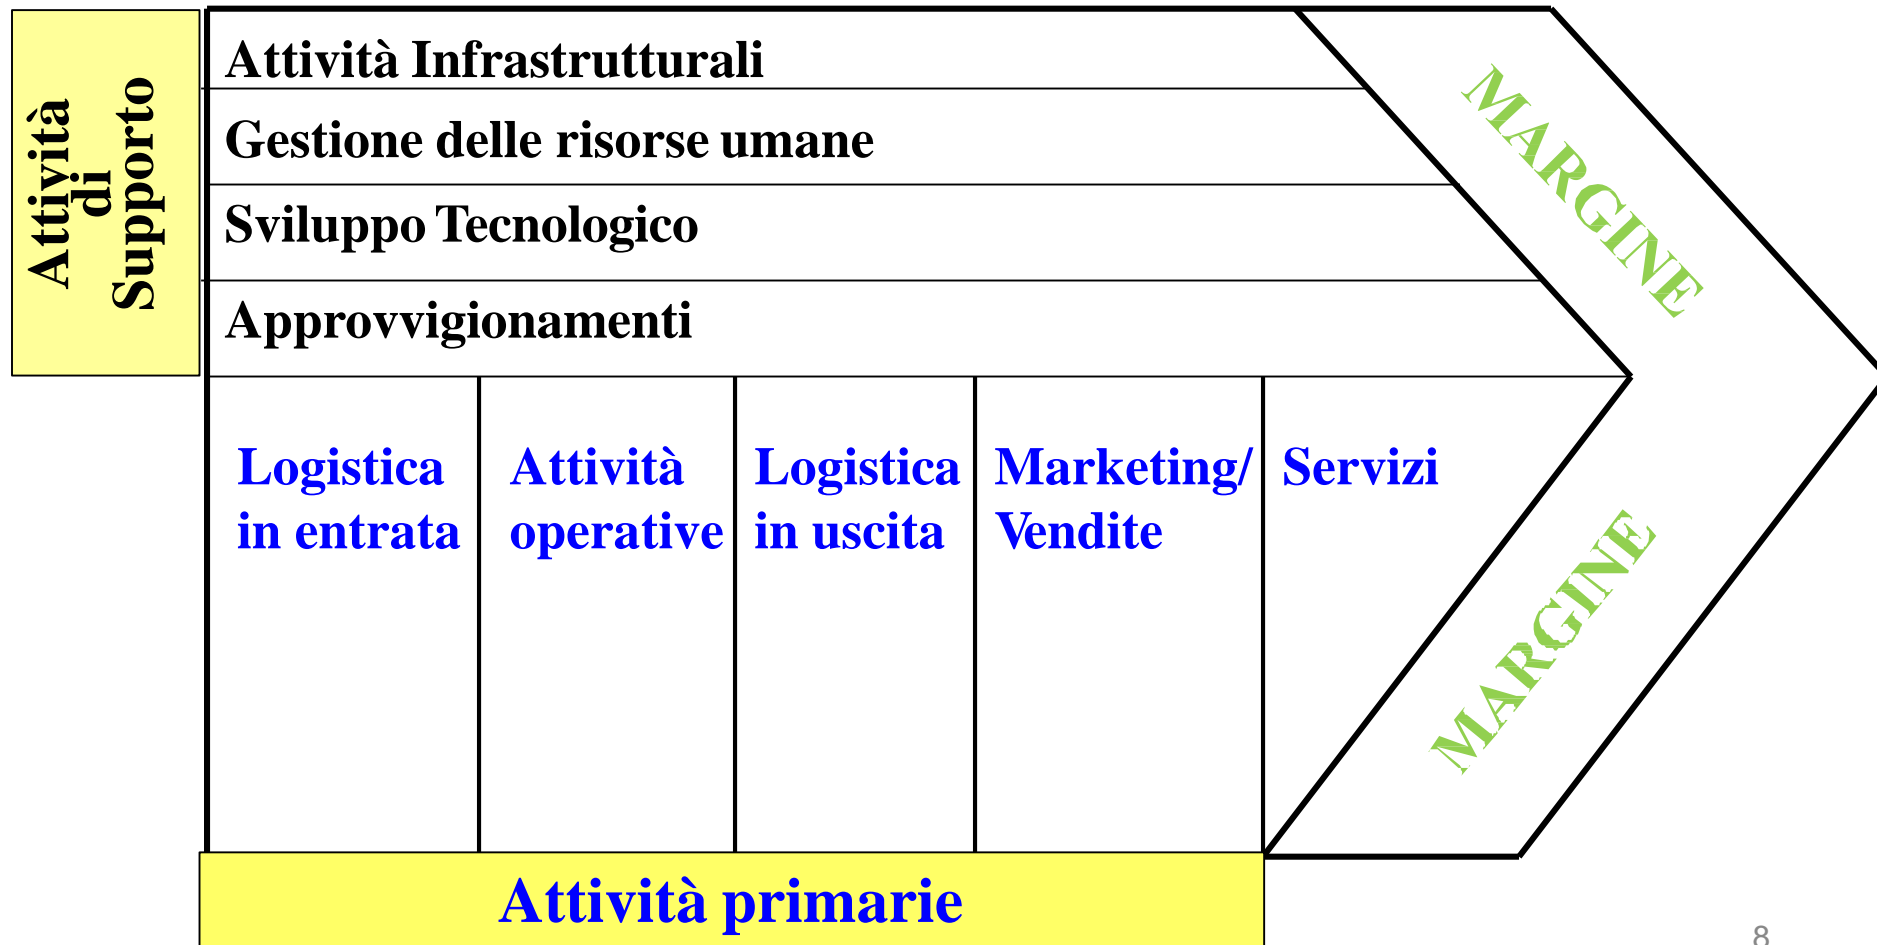 Attività
di
Supporto
Attività Infrastrutturali
Gestione delle risorse umane
Sviluppo Tecnologico
Approvvigionamenti
MARGINE
Logistica
in entrata
Attività
operative
Logistica
in uscita
Marketing/
Vendite
Servizi
MARGINE
Attività primarie
8